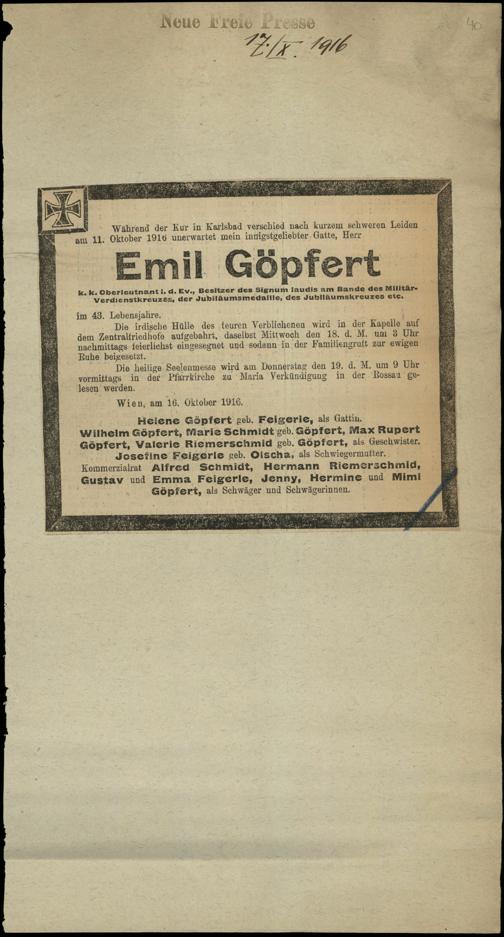 Neue Freie Presse
17./X. 1916
40
Während der Kur in Karlsbad verschied nach kurzem schweren Leiden
am 11. Oktober 1916 unerwartet mein innigstgeliebter Gatte, Herr
Emil Göpfert
k. k. Oberleutnant i. d. Ev., Besitzer des Signum laudis am Bande des Militär-
Verdienstkreuzes, der Jubiläumsmedaille, des Jubiläumskreuzes etc.
im 43. Lebensjahre.
Die irdische Hülle des teuren Verblichenen wird in der Kapelle auf
dem Zentralfriedhofe aufgebahrt, daselbst Mittwoch den 18. d. M. um 3 Uhr
nachmittags feierlichst eingesegnet und sodann in der Familiengruft zur ewigen
Ruhe beigesetzt.
Die heilige Seelenmesse wird am Donnerstag den 19. d. M. um 9 Uhr
vormittags in der Pfarrkirche zu Maria Verkündigung in der Rossau ge-
lesen werden.
Wien, am 16. Oktober 1916.
Helene Göpfert geb. Feigerle, als Gattin.
Wilhelm Göpfert, Marie Schmidt geb. Göpfert, Max Rupert
Göpfert, Valerie Riemerschmid geb. Göpfert, als Geschwister.
Josefine Feigerle geb. Olscha, als Schwiegermutter.
Kommerzialrat Alfred Schmidt, Hermann Riemerschmid,
Gustav und Emma Feigerle, Jenny, Hermine und Mimi
Göpfert, als Schwäger und Schwägerinnen.